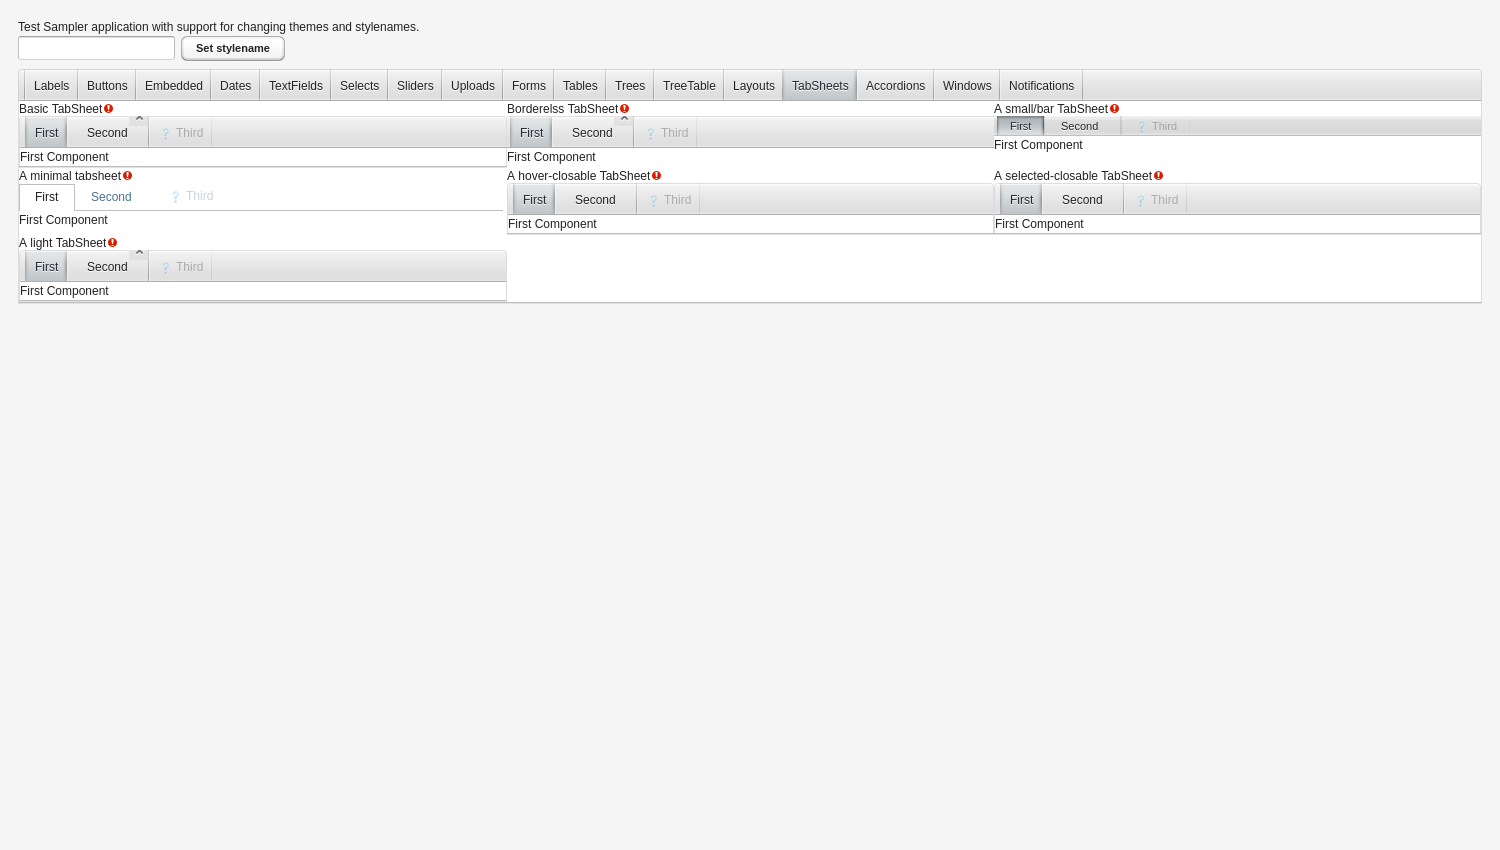 Test Sampler application with support for changing themes and stylenames.
Set stylename
Labels Buttons Embedded Dates TextFields Selects Sliders Uploads Forms Tables Trees TreeTable Layouts TabSheets Accordions Windows Notifications
Basic TabSheet Borderelss TabSheet A small/bar TabSheet
First Second Third First Second Third First Second Third
First Component First Component First Component
A minimal tabsheet A hover-closable TabSheet A selected-closable TabSheet
First Second Third First Second Third First Second Third
First Component First Component First Component
A light TabSheet
First Second Third
First Component